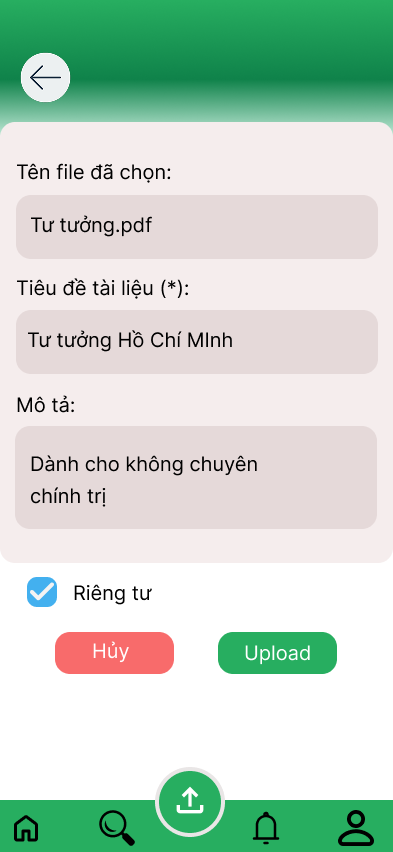 Tên file đã chọn:
Tư tưởng.pdf
Tiêu đề tài liệu (*):
Tư tưởng Hồ Chí MInh
Mô tả:
Dành cho không chuyên
chính trị
Riêng tư
Hủy
Upload